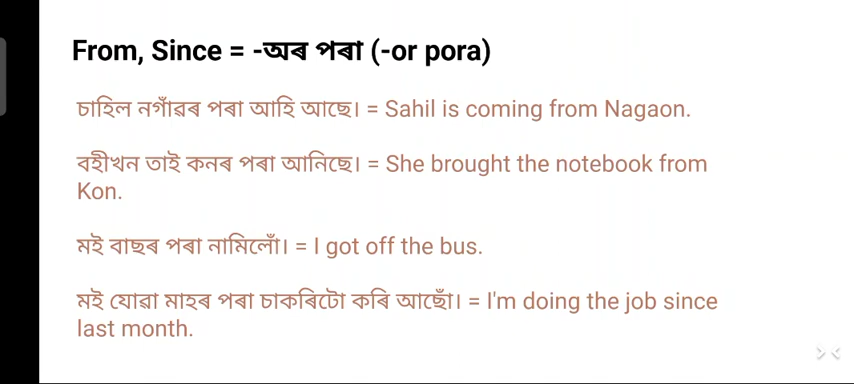 From, Since = -অৰ পৰা (-or pora)
চাহিল নগাঁৱৰ পৰা আহি আছে। = Sahil is coming from Nagaon.
বহীখন তাই কনৰ পৰা আনিছে। = She brought the notebook from
Kon.
মই বাছৰ পৰা নামিলোঁ। = I got off the bus.
মই যোৱা মাহৰ পৰা চাকৰিটো কৰি আছোঁ। = I'm doing the job since
last month.